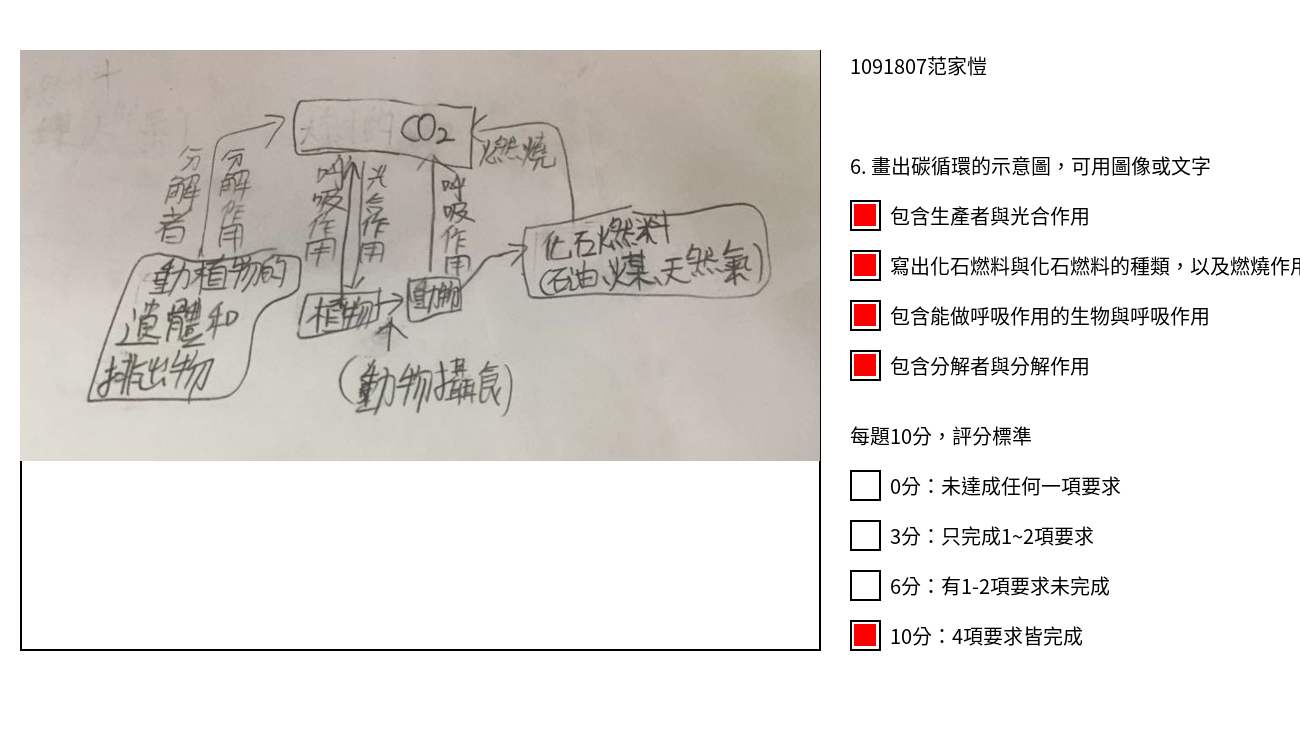 CO2
燃燒
分解者
分解作用
呼吸作用
光合作用
呼吸作用
化石燃料
(石油、煤、天然氣)
動植物的
遺體和
排出物
植物
動物
(動物攝食)
1091807范家愷
6. 畫出碳循環的示意圖，可用圖像或文字
包含生產者與光合作用
寫出化石燃料與化石燃料的種類，以及燃燒作用
包含能做呼吸作用的生物與呼吸作用
包含分解者與分解作用
每題10分，評分標準
0分：未達成任何一項要求
3分：只完成1~2項要求
6分：有1-2項要求未完成
10分：4項要求皆完成